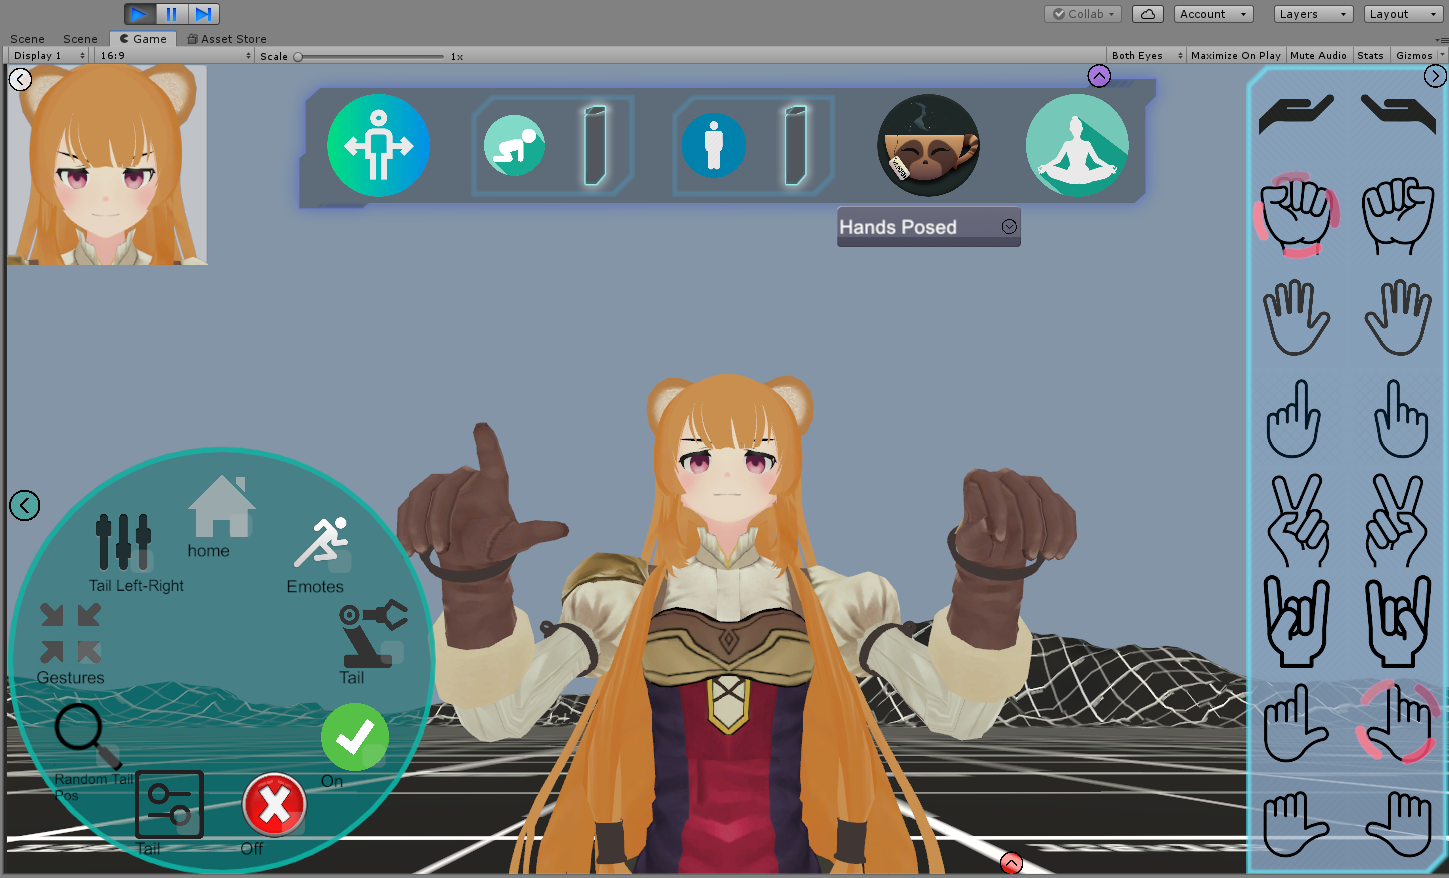 Collab
Account
Layers
Layout
Scene
Scene
Game
Asset Store
Display 1
16:9
Scale
1x
Both Eyes
Maximize On Play
Mute Audio
Stats
Gizmos
Hands Posed
home
Emotes
Tail Left-Right
Tail
Gestures
On
Random Tail
Pos
Tail
Off